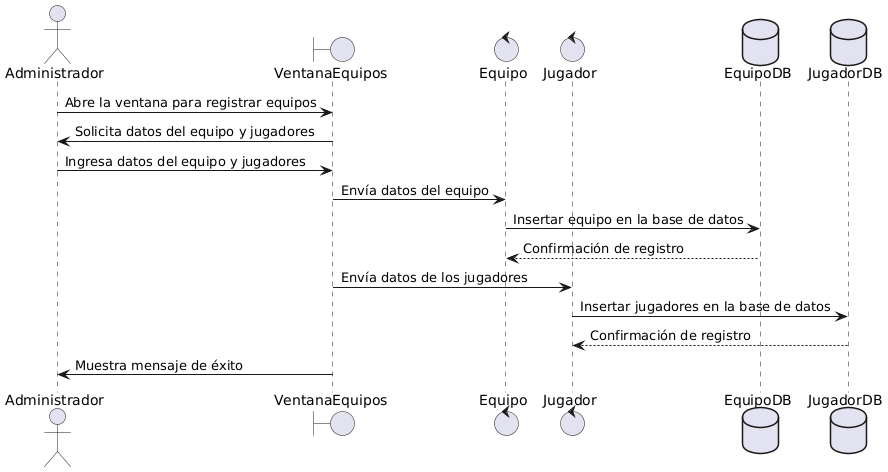 Administrador
VentanaEquipos
Equipo
Jugador
EquipoDB
JugadorDB
Abre la ventana para registrar equipos
Solicita datos del equipo y jugadores
Ingresa datos del equipo y jugadores
Envía datos del equipo
Insertar equipo en la base de datos
Confirmación de registro
Envía datos de los jugadores
Insertar jugadores en la base de datos
Confirmación de registro
Muestra mensaje de éxito
Administrador
VentanaEquipos
Equipo
Jugador
EquipoDB
JugadorDB